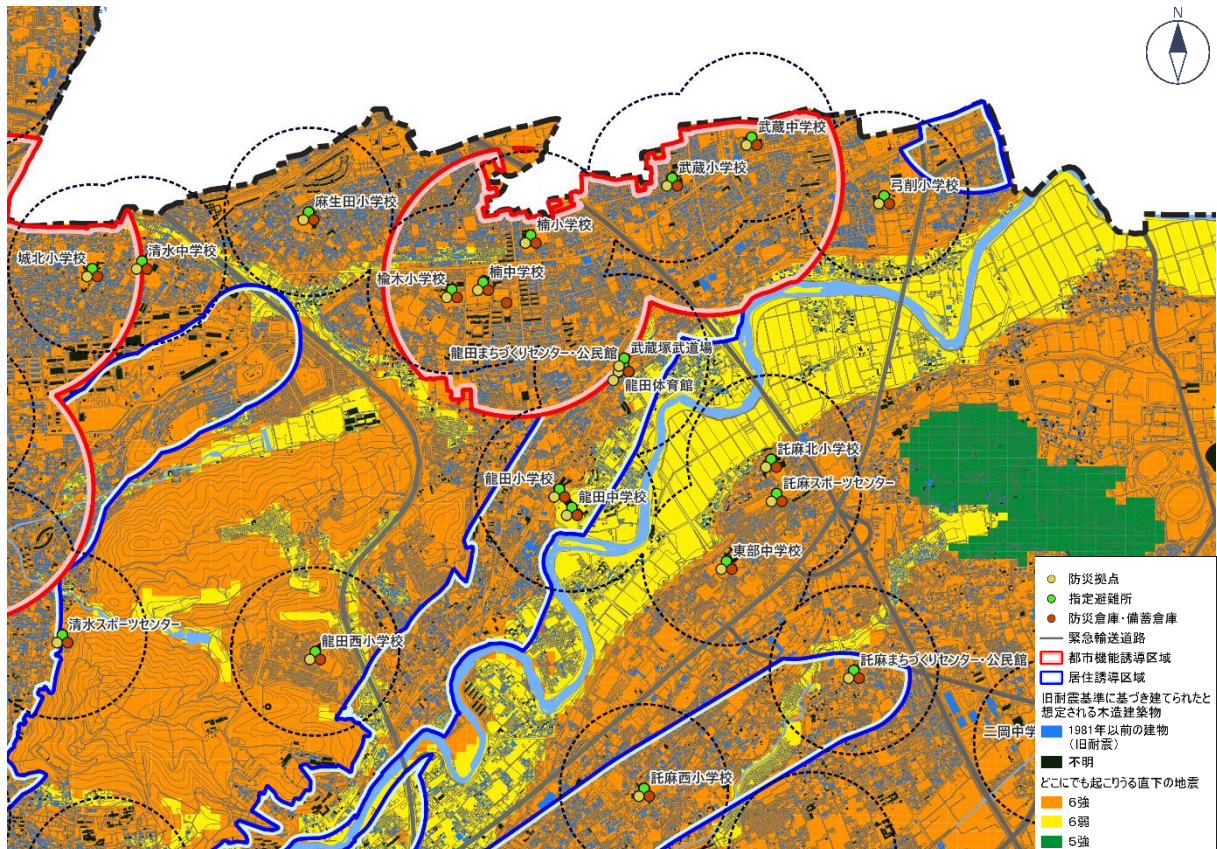 N
武蔵中学校
武蔵小学校
弓削小学校
麻生田小学校
楠小学校
清水中学校
城北小学校
楠中学校
楡木小学校
武蔵塚武道場
龍田まちづくりセンター・公民館
龍田体育館
託麻北小学校
龍田小学校
託麻スポーツセンター
龍田中学校
東部中学校
清水スポーツセンター
龍田西小学校
託麻まちづくりセンター・公民館
二岡中学
託麻西小学校
防災拠点
指定避難所
防災倉庫・備蓄倉庫
緊急輸送道路
都市機能誘導区域
居住誘導区域
旧耐震基準に基づき建てられたと
想定される木造建築物
1981年以前の建物
(旧耐震)
不明
どこにでも起こりうる直下の地震
6強
6弱
5強